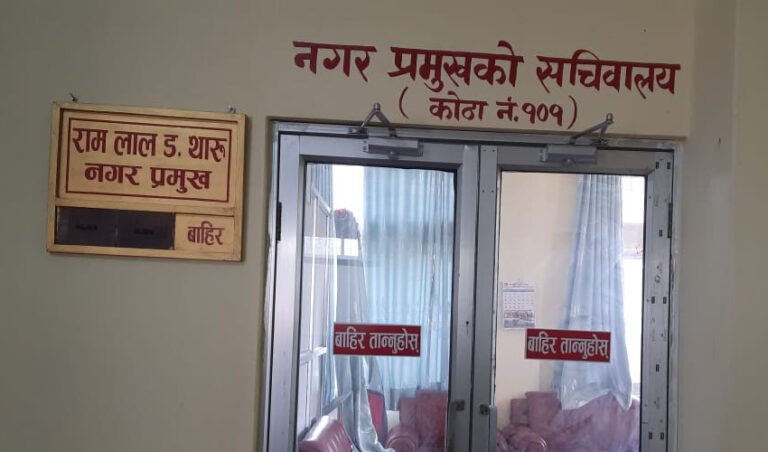 नगर प्रमुखको सचिवालय
( कोठा नं. १०१ )
राम लाल ड. थारू
नगर प्रमुख
बाहिर
बाहिर तान्नुहोस्
बाहिर तान्नुहोस्